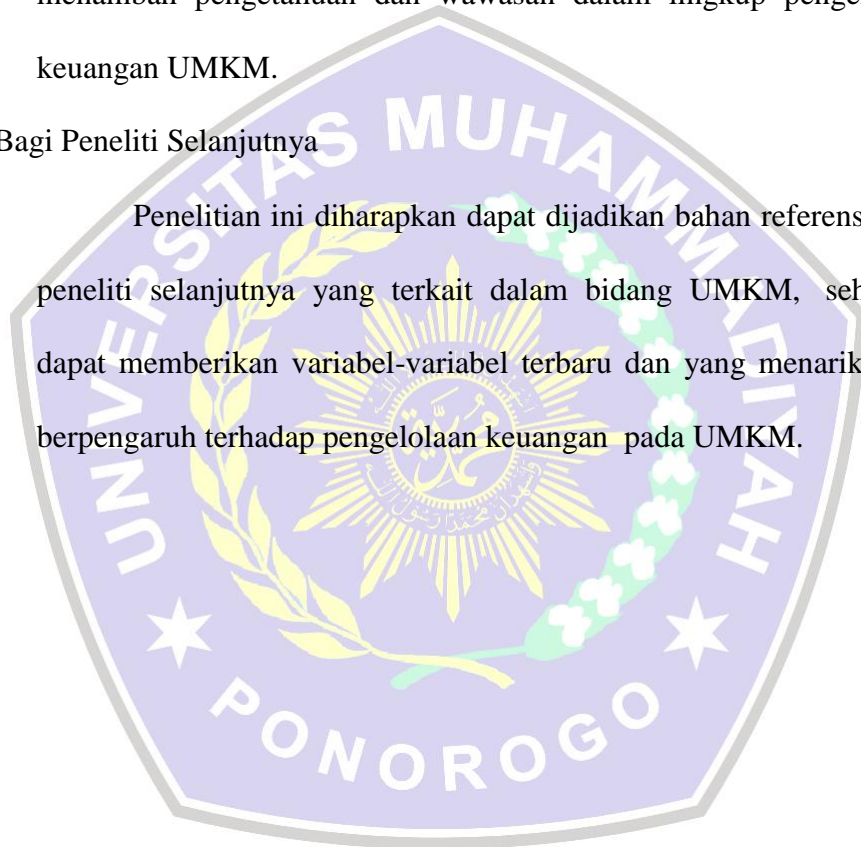 menambah pengetahuan dan wawasan dalam lingkup
keuangan UMKM.
Bagi Peneliti Selanjutnya
Penelitian ini diharapkan dapat dijadikan bahan referens
peneliti selanjutnya yang terkait dalam bidang UMKM, seh
dapat memberikan variabel-variabel terbaru dan yang menarik
berpengaruh terhadap pengelolaan keuangan pada UMKM.
UNIVERSITAS MUHAMMADIYAH
PONOROGO